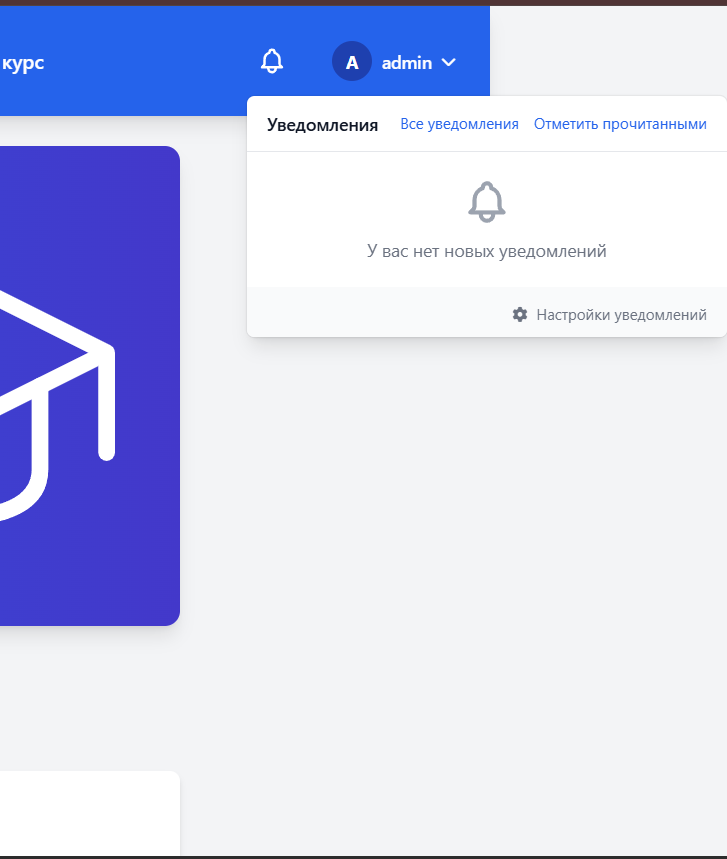 курс
A
admin
Уведомления Все уведомления Отметить прочитанными
У вас нет новых уведомлений
Настройки уведомлений